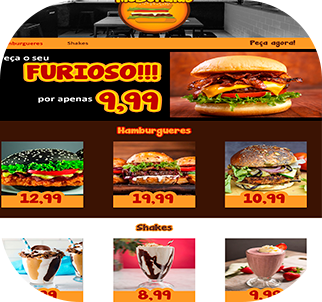 McDonalds
Hamburgueres Shakes Peça agora!
eça o seu
FURIOSO!!!
por apenas 9,99
Hamburgueres
12,99 19,99 10,99
Shakes
8,99 9,99